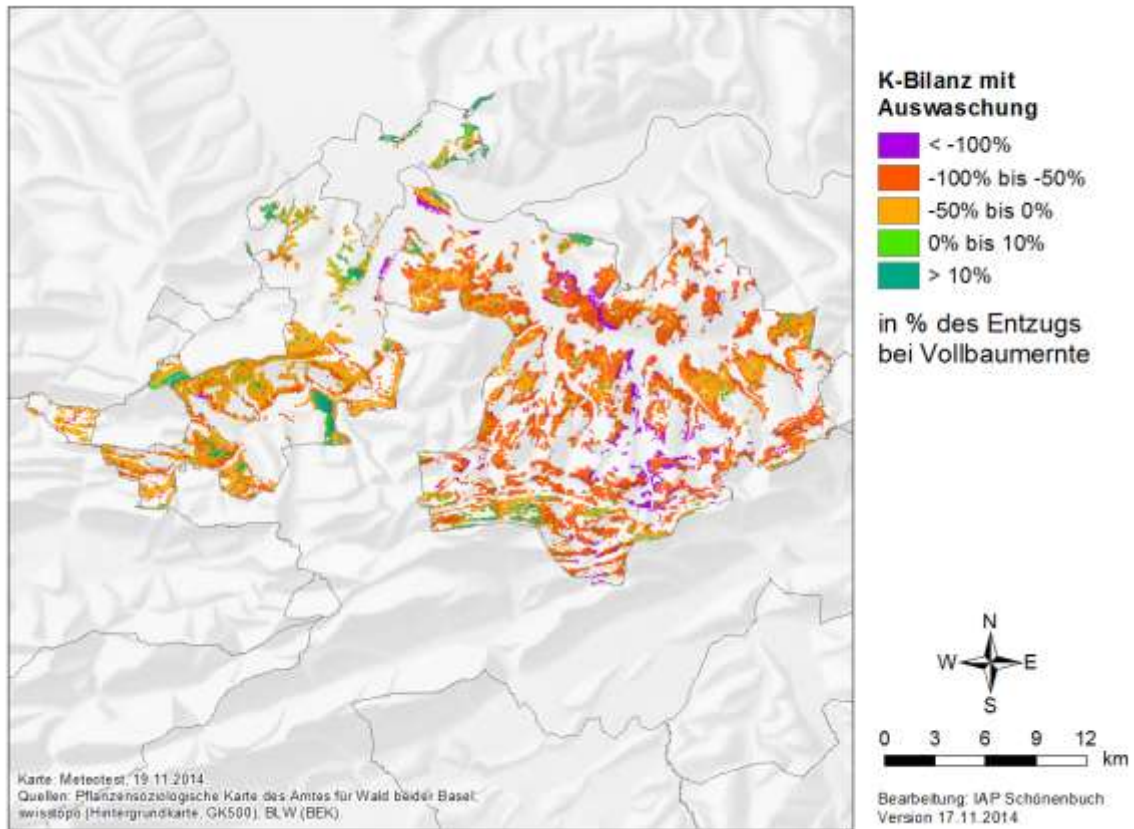 K-Bilanz mit
Auswaschung
< -100%
-100% bis -50%
-50% bis 0%
0% bis 10%
> 10%
in % des Entzugs
bei Vollbaumernte
N
W E
S
0 3 6 9 12
km
Karte: Meteotest, 19.11.2014
Quellen: Pflanzensoziologische Karte des Amtes für Wald beider Basel;
swisstopo (Hintergrundkarte, GK500), BLW (BEK)
Bearbeitung: IAP Schönenbuch
Version 17.11.2014